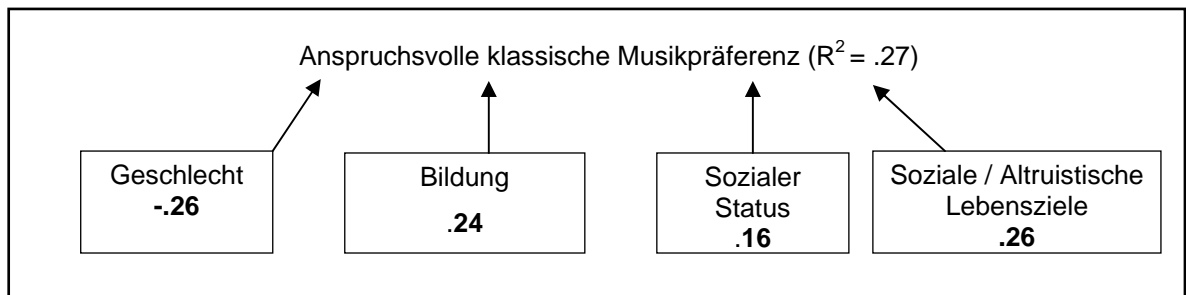 Anspruchsvolle klassische Musikpräferenz (R² = .27)
Geschlecht
-.26
Bildung
.24
Sozialer
Status
.16
Soziale / Altruistische
Lebensziele
.26